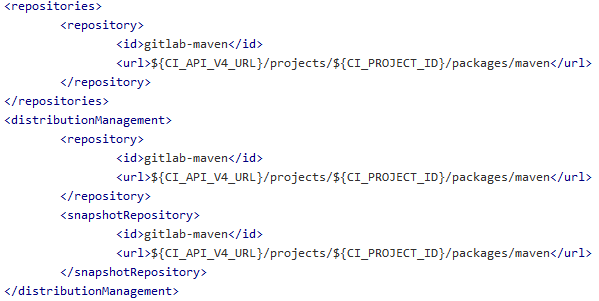 <repositories>
<repository>
<id>gitlab-maven</id>
<url>${CI_API_V4_URL}/projects/${CI_PROJECT_ID}/packages/maven</url>
</repository>
</repositories>
<distributionManagement>
<repository>
<id>gitlab-maven</id>
<url>${CI_API_V4_URL}/projects/${CI_PROJECT_ID}/packages/maven</url>
</repository>
<snapshotRepository>
<id>gitlab-maven</id>
<url>${CI_API_V4_URL}/projects/${CI_PROJECT_ID}/packages/maven</url>
</snapshotRepository>
</distributionManagement>